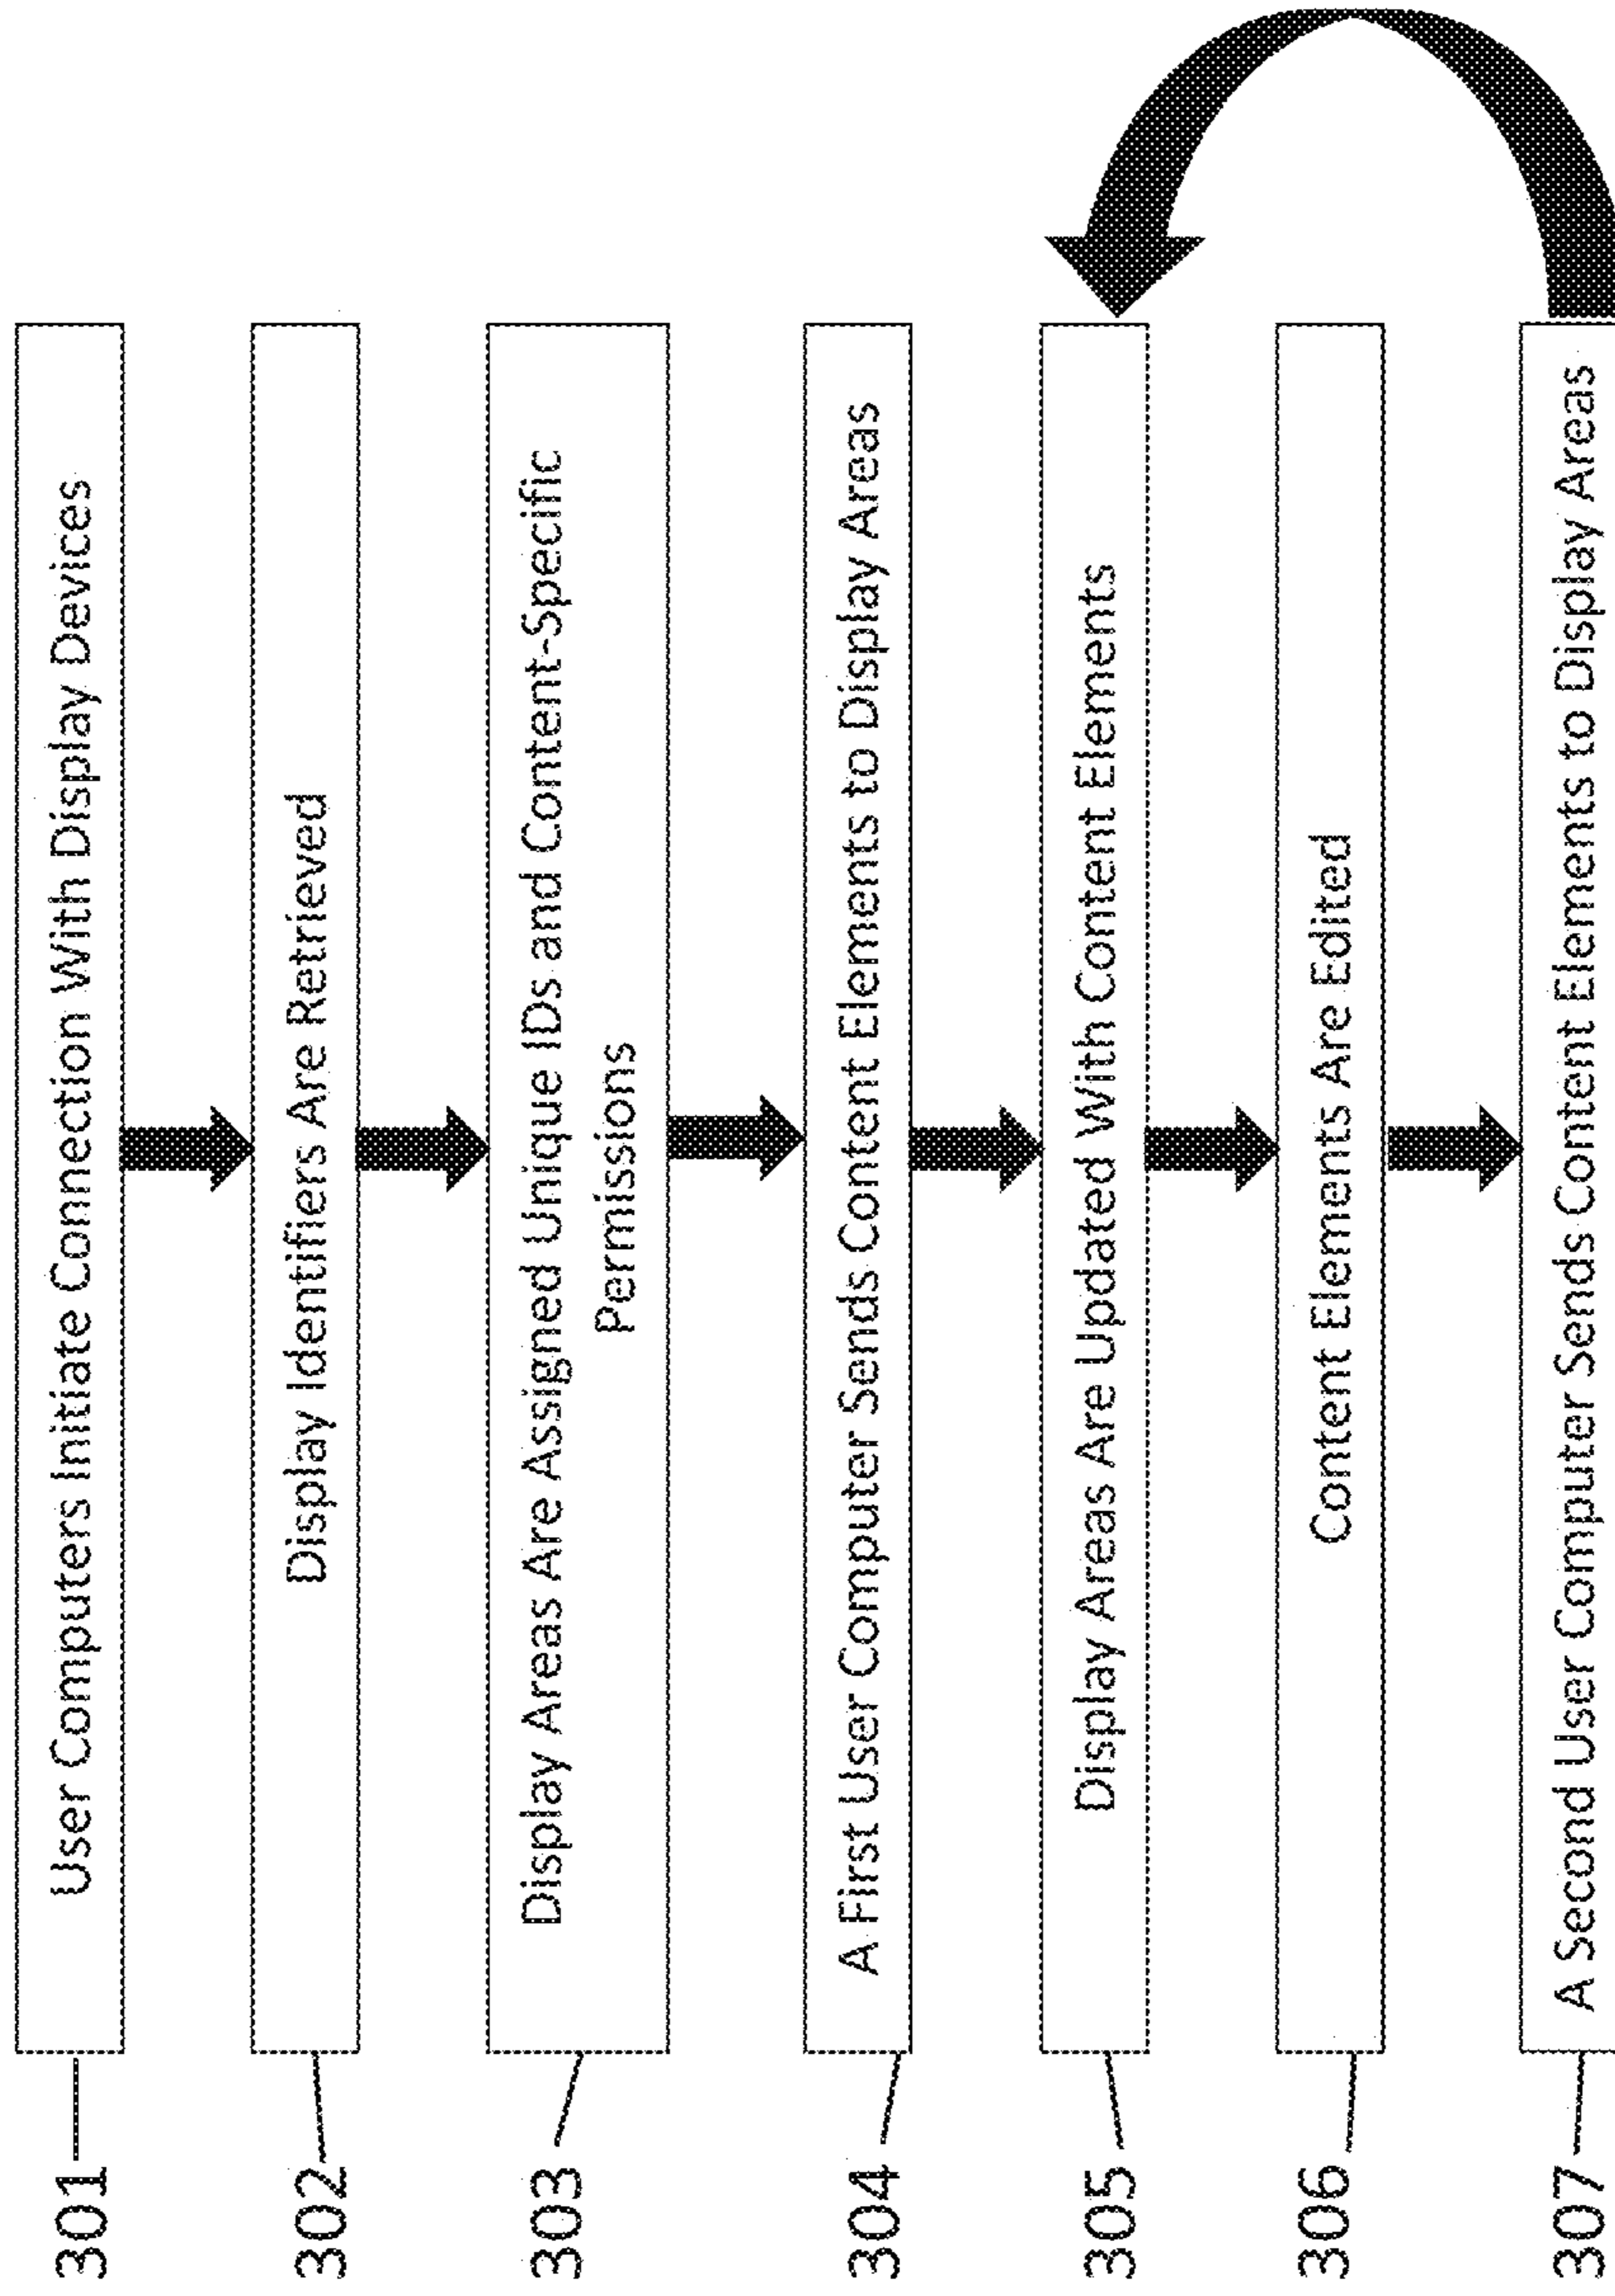 301
User Computers Initiate Connection With Display Devices
302
Display Identifiers Are Retrieved
303
Display Areas Are Assigned Unique IDs and Content-Specific
Permissions
304
A First User Computer Sends Content Elements to Display Areas
305
Display Areas Are Updated With Content Elements
306
Content Elements Are Edited
307
A Second User Computer Sends Content Elements to Display Areas